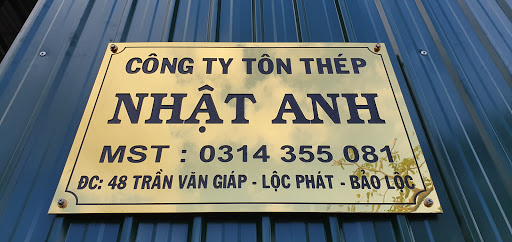 CÔNG TY TÔN THÉP
NHẬT ANH
MST : 0314 355 081
ĐC: 48 TRẦN VĂN GIÁP - LỘC PHÁT - BẢO LỘC